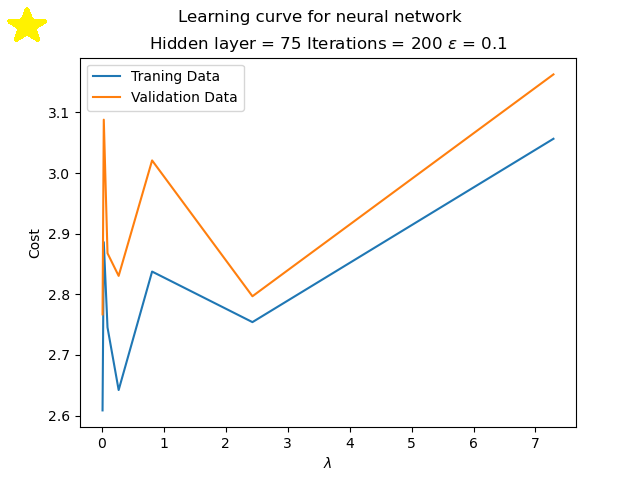 Learning curve for neural network
Hidden layer = 75 Iterations = 200 ε = 0.1
Traning Data
Validation Data
3.1
3.0
2.9
2.8
2.7
2.6
Cost
0 1 2 3 4 5 6 7
λ